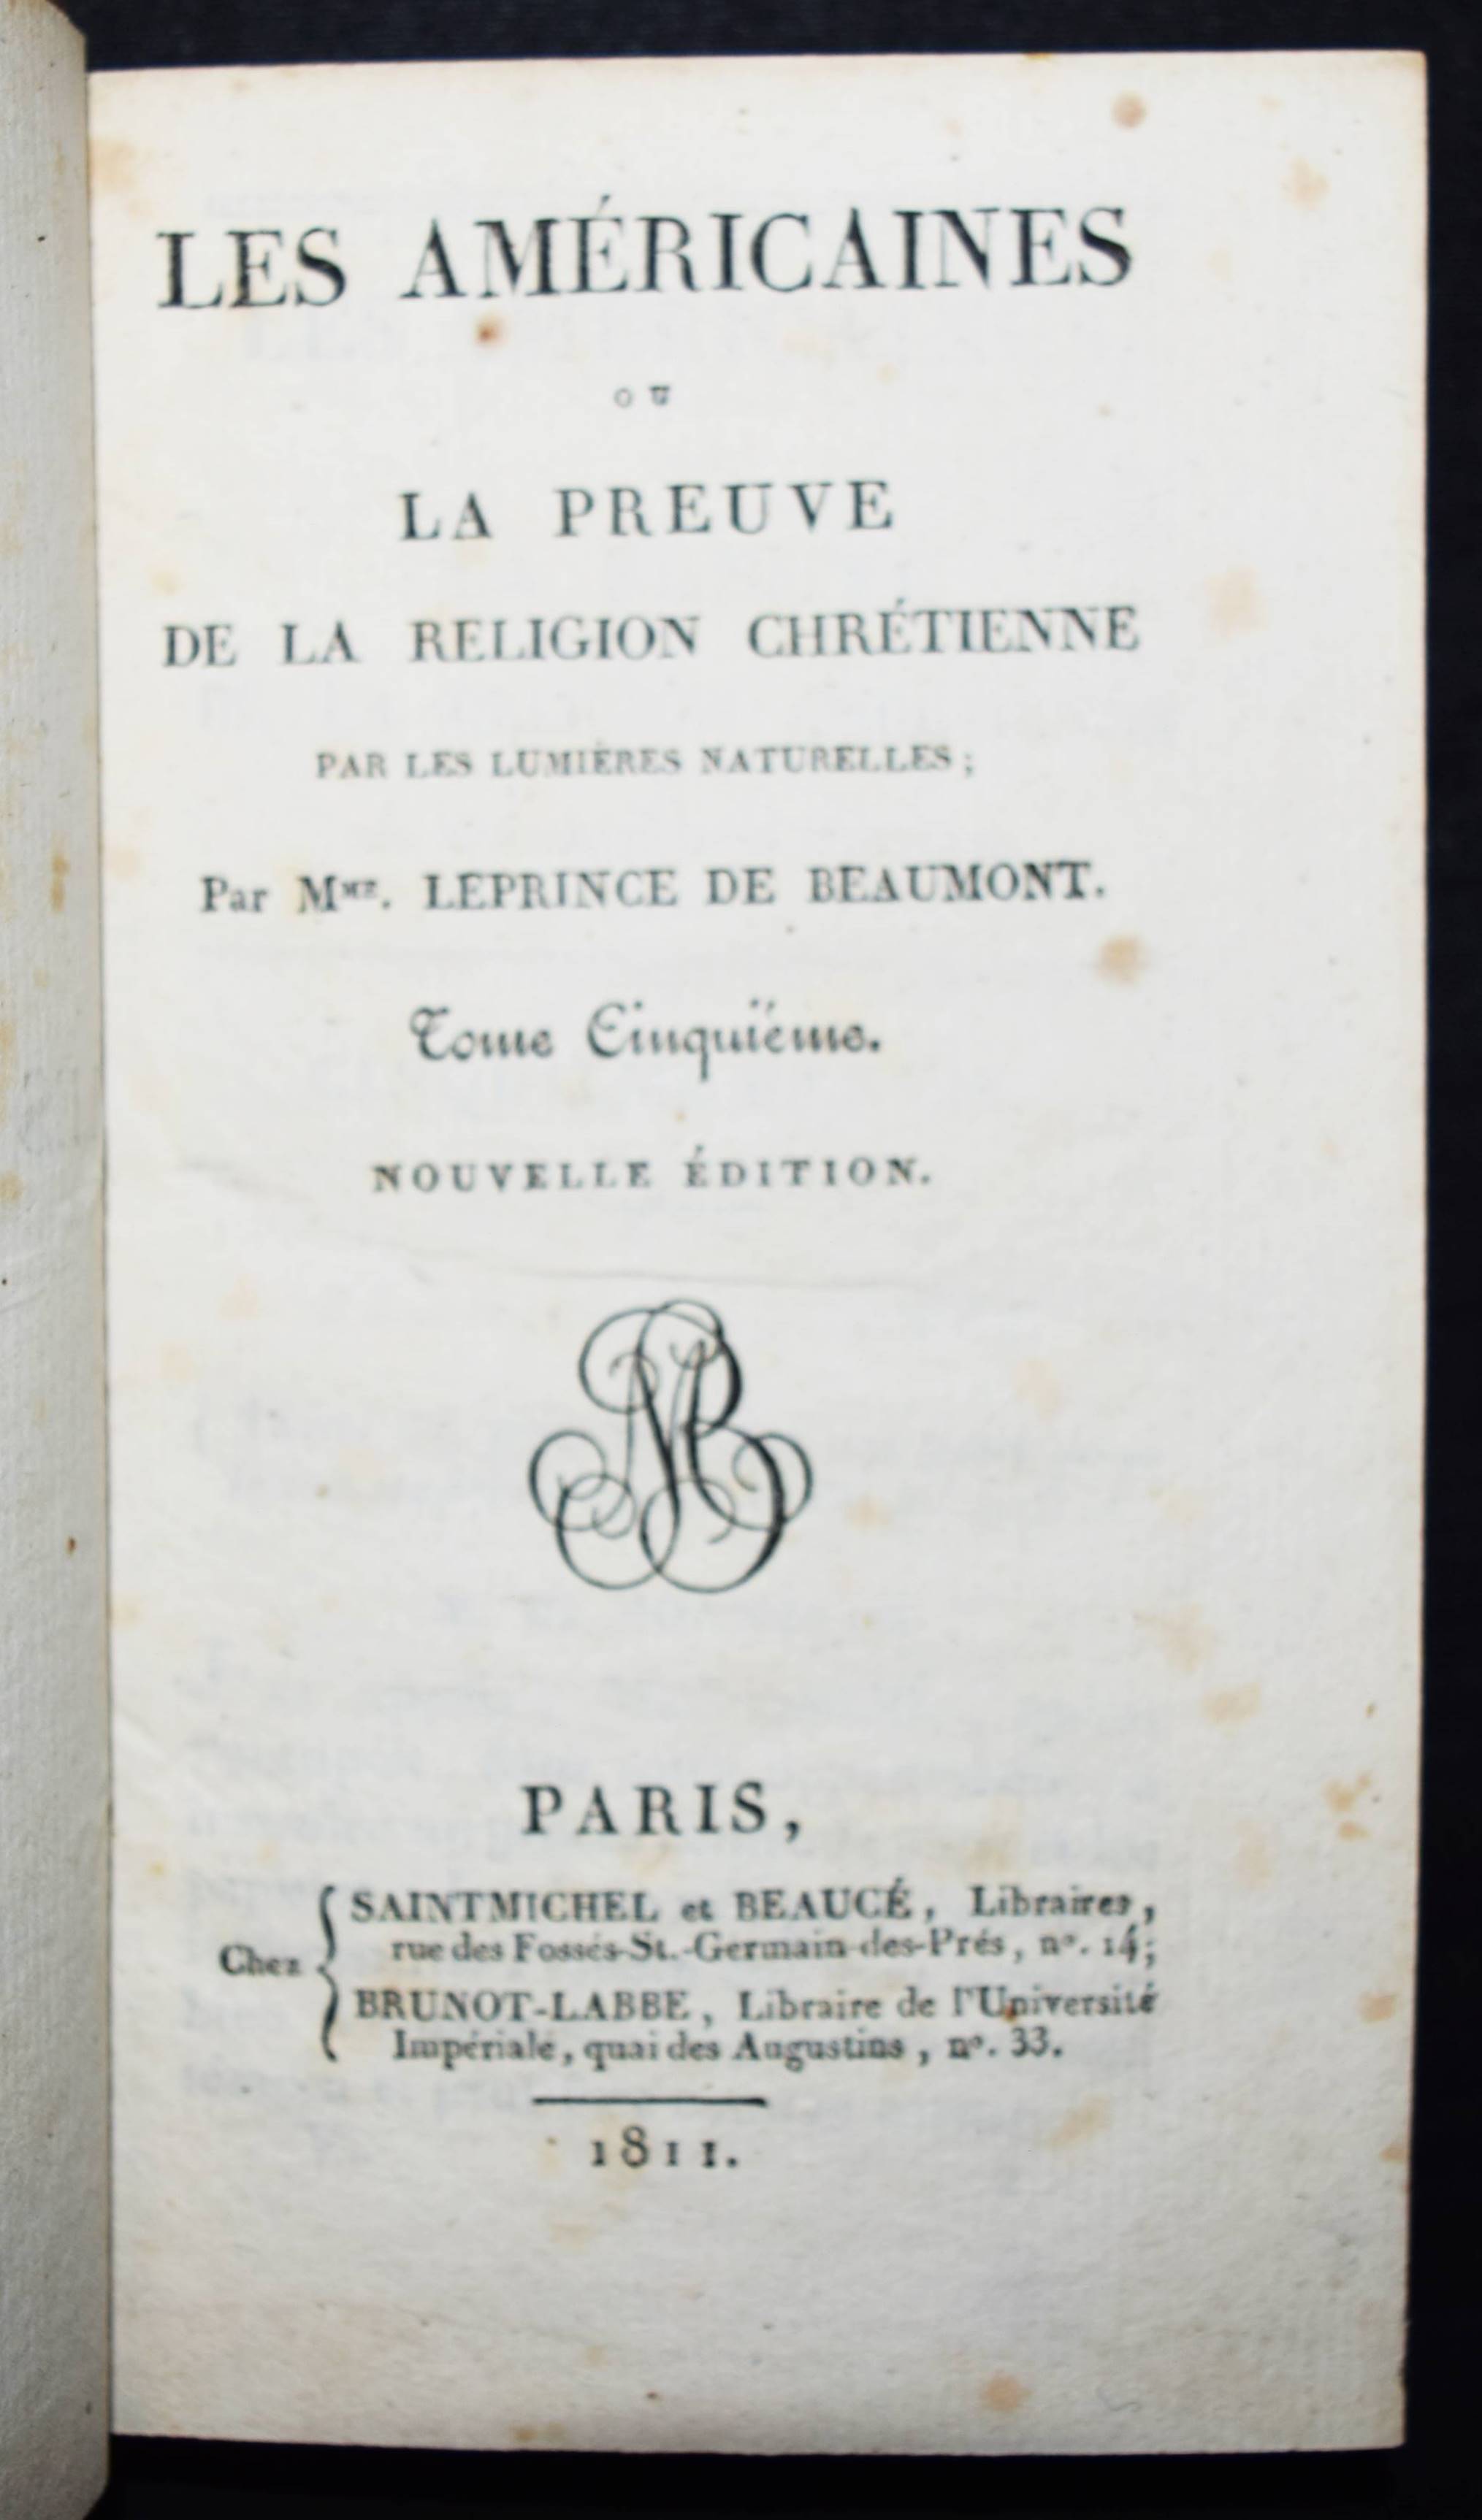 LES AMÉRICAINES
OU
LA PREUVE
DE LA RELIGION CHRÉTIENNE
PAR LES LUMIÈRES NATURELLES;
Par Mme. LEPRINCE DE BEAUMONT.
Tome Cinquième.
NOUVELLE ÉDITION.
PARIS,
Chez
SAINTMICHEL et BEAUCÉ, Libraires,
rue des Fossés-St.-Germain-des-Prés, nº. 14;
BRUNOT-LABBE, Libraire de l'Université
Impériale, quai des Augustins, nº. 33.
1811.